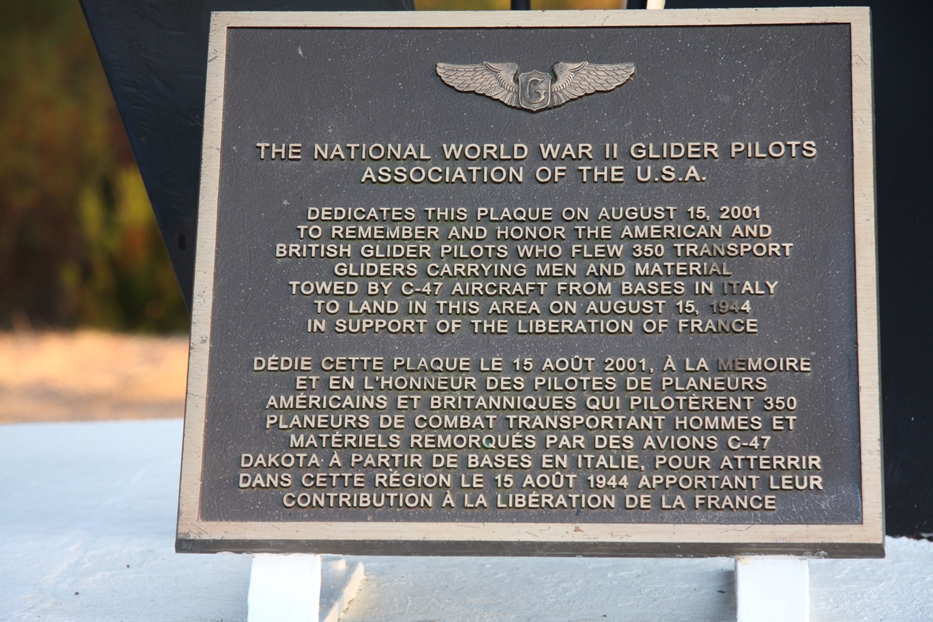 G
THE NATIONAL WORLD WAR II GLIDER PILOTS
ASSOCIATION OF THE U.S.A.
DEDICATES THIS PLAQUE ON AUGUST 15, 2001
TO REMEMBER AND HONOR THE AMERICAN AND
BRITISH GLIDER PILOTS WHO FLEW 350 TRANSPORT
GLIDERS CARRYING MEN AND MATERIAL
TOWED BY C-47 AIRCRAFT FROM BASES IN ITALY
TO LAND IN THIS AREA ON AUGUST 15, 1944
IN SUPPORT OF THE LIBERATION OF FRANCE
DÉDIE CETTE PLAQUE LE 15 AOÛT 2001, À LA MÉMOIRE
ET EN L'HONNEUR DES PILOTES DE PLANEURS
AMÉRICAINS ET BRITANNIQUES QUI PILOTÈRENT 350
PLANEURS DE COMBAT TRANSPORTANT HOMMES ET
MATÉRIELS REMORQUÉS PAR DES AVIONS C-47
DAKOTA À PARTIR DE BASES EN ITALIE, POUR ATTERRIR
DANS CETTE RÉGION LE 15 AOÛT 1944 APPORTANT LEUR
CONTRIBUTION À LA LIBÉRATION DE LA FRANCE